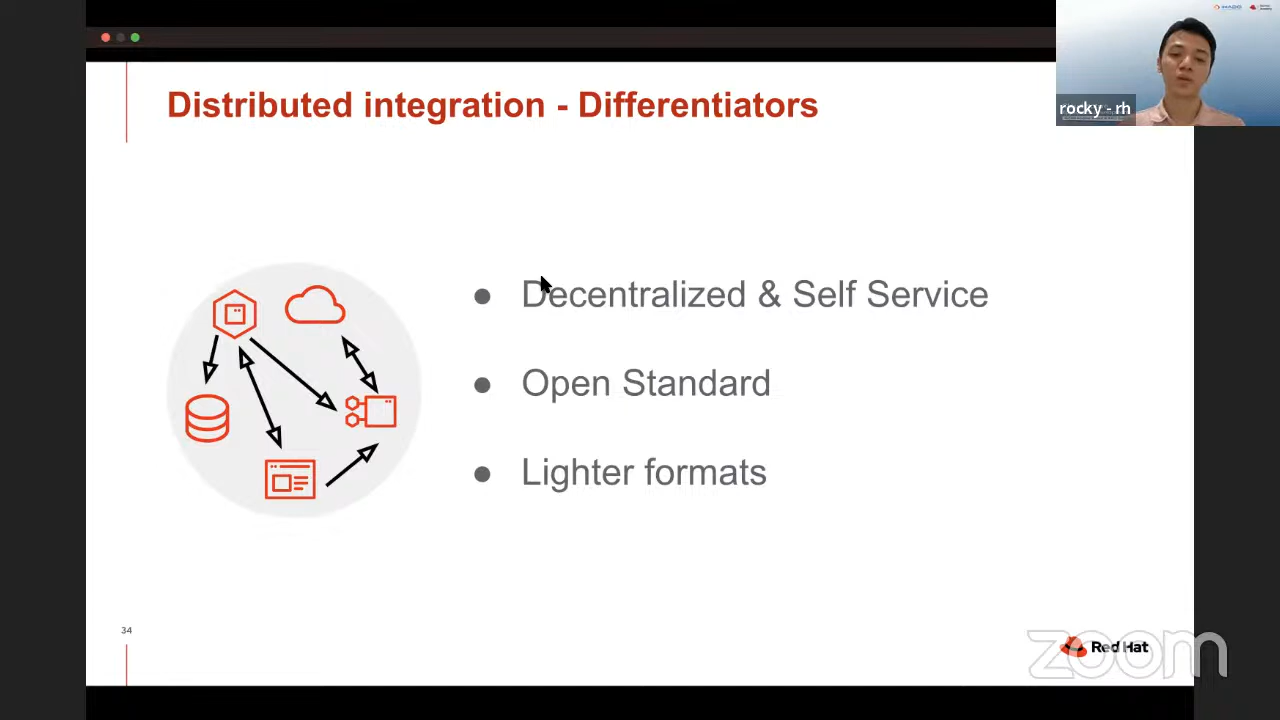 Distributed integration - Differentiators
rocky - rh
● Decentralized & Self Service
● Open Standard
● Lighter formats
34
Red Hat
zoom